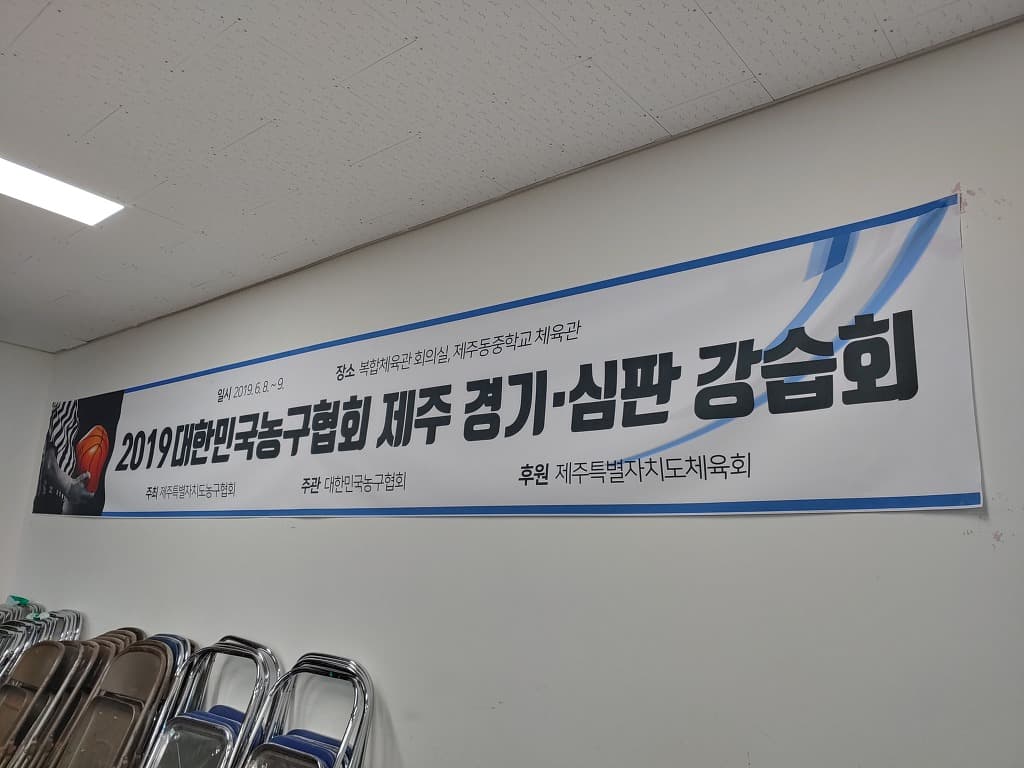 일시 2019. 6. 8. ~ 9.
장소 복합체육관 회의실, 제주동중학교 체육관
2019 대한민국농구협회 제주 경기·심판 강습회
주최 제주특별자치도농구협회
주관 대한민국농구협회
후원 제주특별자치도체육회